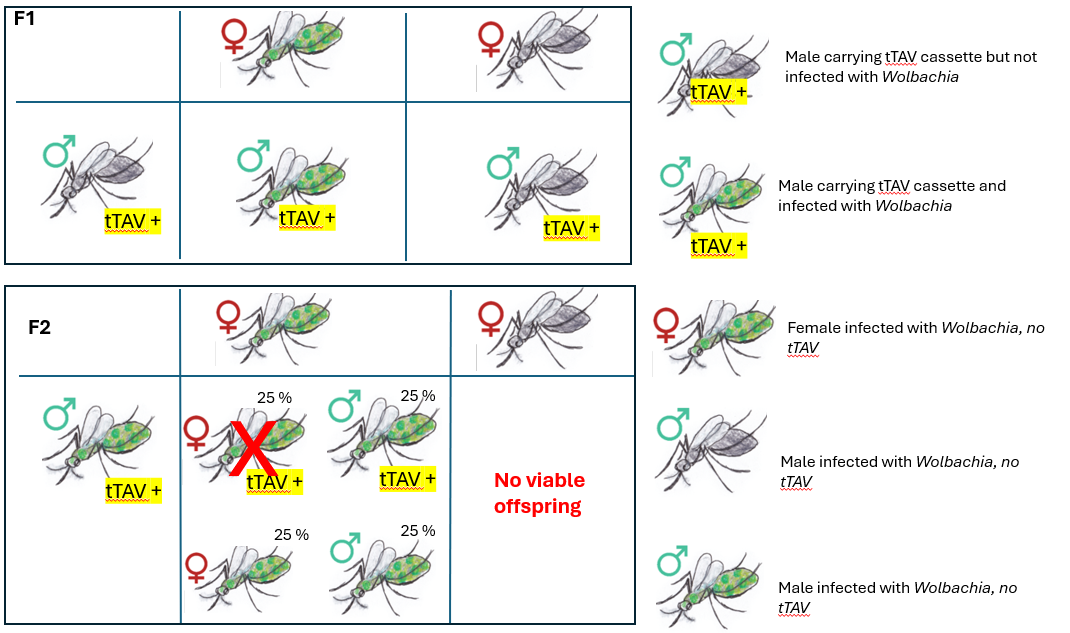 F1
tTAV +
tTAV +
tTAV +
Male carrying tTAV cassette but not
infected with Wolbachia
tTAV +
Male carrying tTAV cassette and
infected with Wolbachia
tTAV +
F2
25 %
25 %
tTAV +
tTAV +
tTAV +
25 %
25 %
No viable
offspring
Female infected with Wolbachia, no
tTAV
Male infected with Wolbachia, no
tTAV
Male infected with Wolbachia, no
tTAV